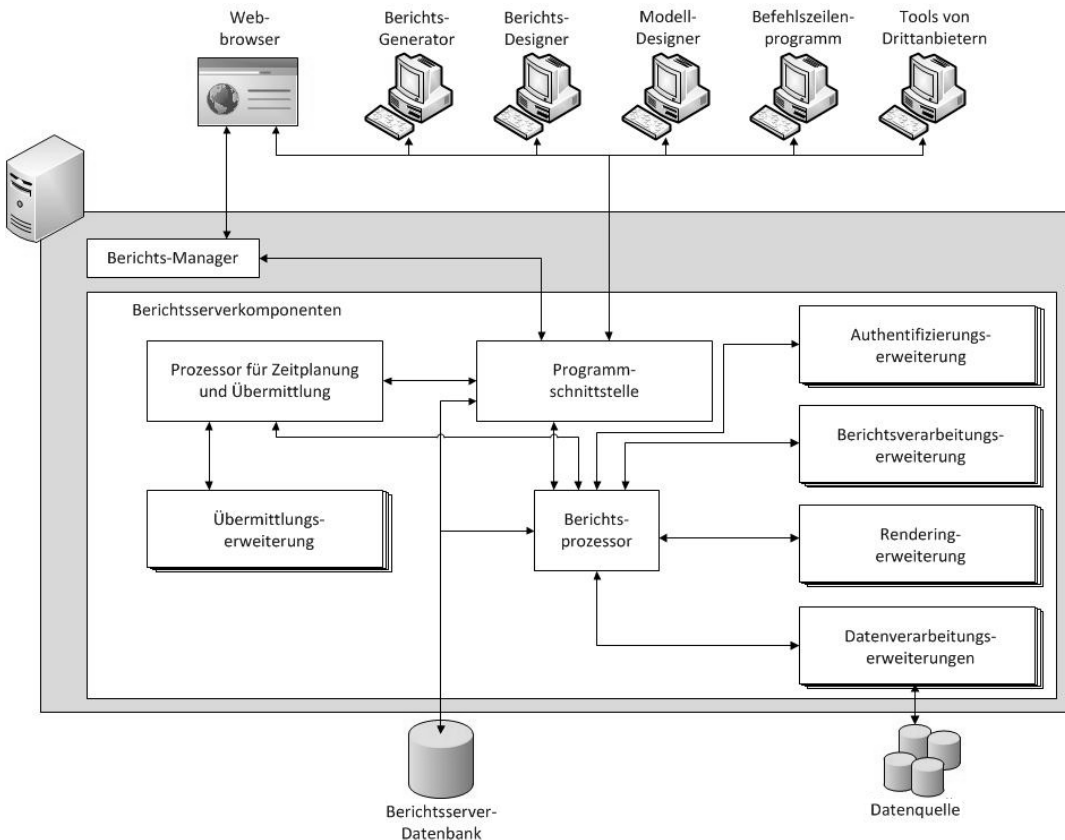 Web-
browser
Berichts-
Generator
Berichts-
Designer
Modell-
Designer
Befehlszeilen-
programm
Tools von
Drittanbietern
Berichts-Manager
Berichtsserverkomponenten
Prozessor für Zeitplanung
und Übermittlung
Programm-
schnittstelle
Authentifizierungs-
erweiterung
Berichtsverarbeitungs-
erweiterung
Übermittlungs-
erweiterung
Berichts-
prozessor
Rendering-
erweiterung
Datenverarbeitungs-
erweiterungen
Berichtsserver-
Datenbank
Datenquelle